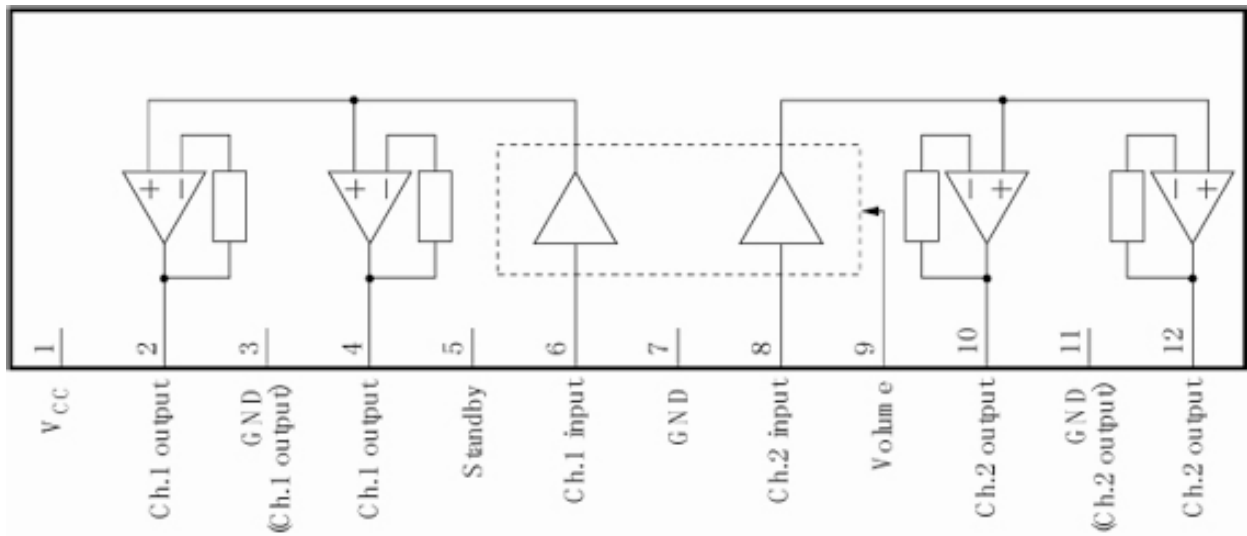 + −
+ −
− +
− +
1
2
3
4
5
6
7
8
9
10
11
12
VCC
Ch.1 output
GND
(Ch.1 output)
Ch.1 output
Standby
Ch.1 input
GND
Ch.2 input
Volume
Ch.2 output
GND
(Ch.2 output)
Ch.2 output